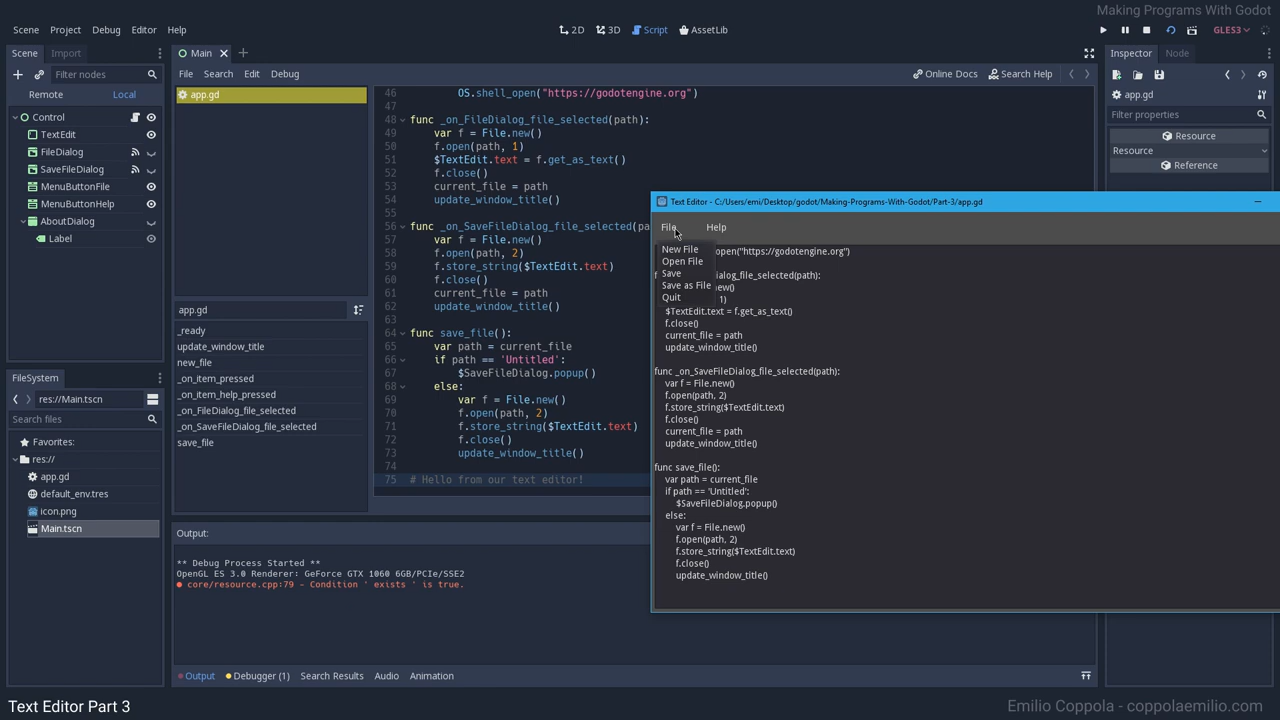 Making Programs With Godot
Scene Project Debug Editor Help
2D 3D Script AssetLib
GLES3
Scene Import
Filter nodes
Remote Local
Control
TextEdit
FileDialog
SaveFileDialog
MenuButtonFile
MenuButtonHelp
AboutDialog
Label
FileSystem
res://Main.tscn
Search files
Favorites:
res://
app.gd
default_env.tres
icon.png
Main.tscn
Main
File Search Edit Debug
Online Docs Search Help
app.gd
app.gd
_ready
update_window_title
new_file
_on_item_pressed
_on_item_help_pressed
_on_FileDialog_file_selected
_on_SaveFileDialog_file_selected
save_file
46 OS.shell_open("https://godotengine.org")
47
48 func _on_FileDialog_file_selected(path):
49 var f = File.new()
50 f.open(path, 1)
51 $TextEdit.text = f.get_as_text()
52 f.close()
53 current_file = path
54 update_window_title()
55
56 func _on_SaveFileDialog_file_selected(pa
57 var f = File.new()
58 f.open(path, 2)
59 f.store_string($TextEdit.text)
60 f.close()
61 current_file = path
62 update_window_title()
63
64 func save_file():
65 var path = current_file
66 if path == 'Untitled':
67 $SaveFileDialog.popup()
68 else:
69 var f = File.new()
70 f.open(path, 2)
71 f.store_string($TextEdit.text)
72 f.close()
73 update_window_title()
74
75 # Hello from our text editor!
Output:
** Debug Process Started **
OpenGL ES 3.0 Renderer: GeForce GTX 1060 6GB/PCIe/SSE2
core/resource.cpp:79 - Condition ' exists ' is true.
Output Debugger (1) Search Results Audio Animation
Inspector Node
app.gd
Filter properties
Resource
Resource
Reference
Text Editor - C:/Users/emi/Desktop/godot/Making-Programs-With-Godot/Part-3/app.gd
File Help
New File
Open File
Save
Save as File
Quit
open("https://godotengine.org")
f ialog_file_selected(path):
new()
1)
$TextEdit.text = f.get_as_text()
f.close()
current_file = path
update_window_title()
func _on_SaveFileDialog_file_selected(path):
var f = File.new()
f.open(path, 2)
f.store_string($TextEdit.text)
f.close()
current_file = path
update_window_title()
func save_file():
var path = current_file
if path == 'Untitled':
$SaveFileDialog.popup()
else:
var f = File.new()
f.open(path, 2)
f.store_string($TextEdit.text)
f.close()
update_window_title()
Text Editor Part 3
Emilio Coppola - coppolaemilio.com